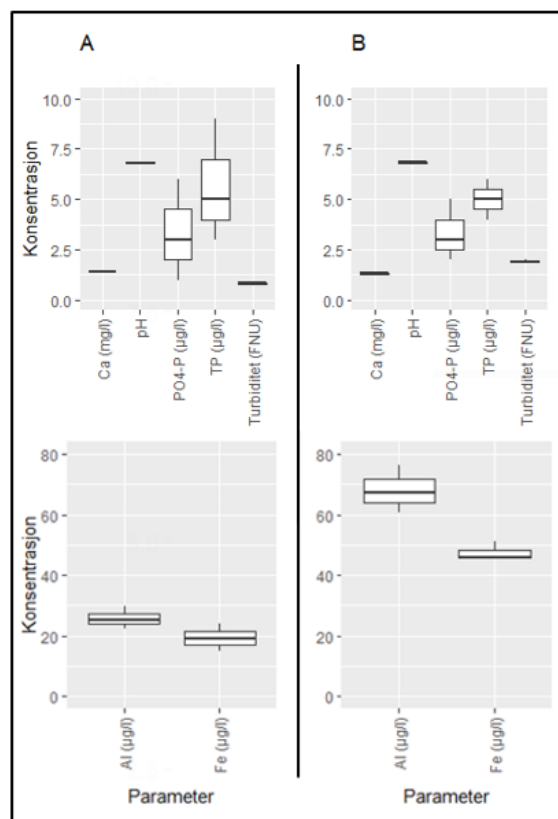 A
B
10.0
7.5
5.0
2.5
0.0
Konsentrasjon
Ca (mg/l)
pH
PO4-P (µg/l)
TP (µg/l)
Turbiditet (FNU)
10.0
7.5
5.0
2.5
0.0
Ca (mg/l)
pH
PO4-P (µg/l)
TP (µg/l)
Turbiditet (FNU)
80
60
40
20
0
Konsentrasjon
Al (µg/l)
Fe (µg/l)
Parameter
80
60
40
20
0
Al (µg/l)
Fe (µg/l)
Parameter